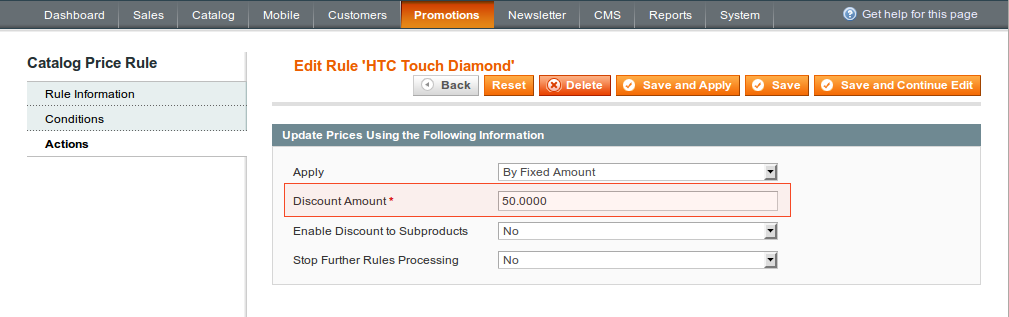 Dashboard Sales Catalog Mobile Customers Promotions Newsletter CMS Reports System Get help for this page
Catalog Price Rule
Rule Information
Conditions
Actions
Edit Rule 'HTC Touch Diamond'
Back Reset Delete Save and Apply Save Save and Continue Edit
Update Prices Using the Following Information
Apply By Fixed Amount
Discount Amount * 50.0000
Enable Discount to Subproducts No
Stop Further Rules Processing No